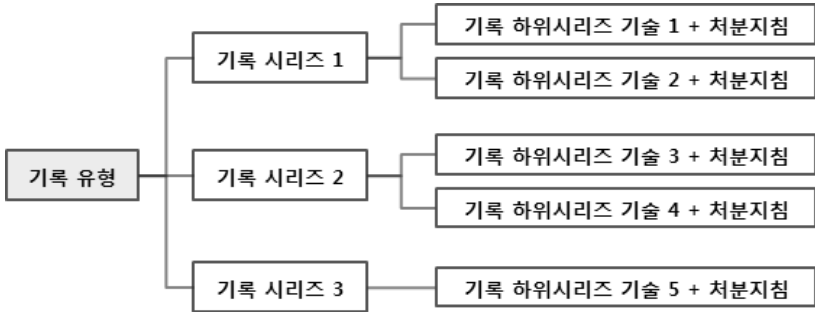 기록 유형
기록 시리즈 1
기록 하위시리즈 기술 1 + 처분지침
기록 하위시리즈 기술 2 + 처분지침
기록 시리즈 2
기록 하위시리즈 기술 3 + 처분지침
기록 하위시리즈 기술 4 + 처분지침
기록 시리즈 3
기록 하위시리즈 기술 5 + 처분지침